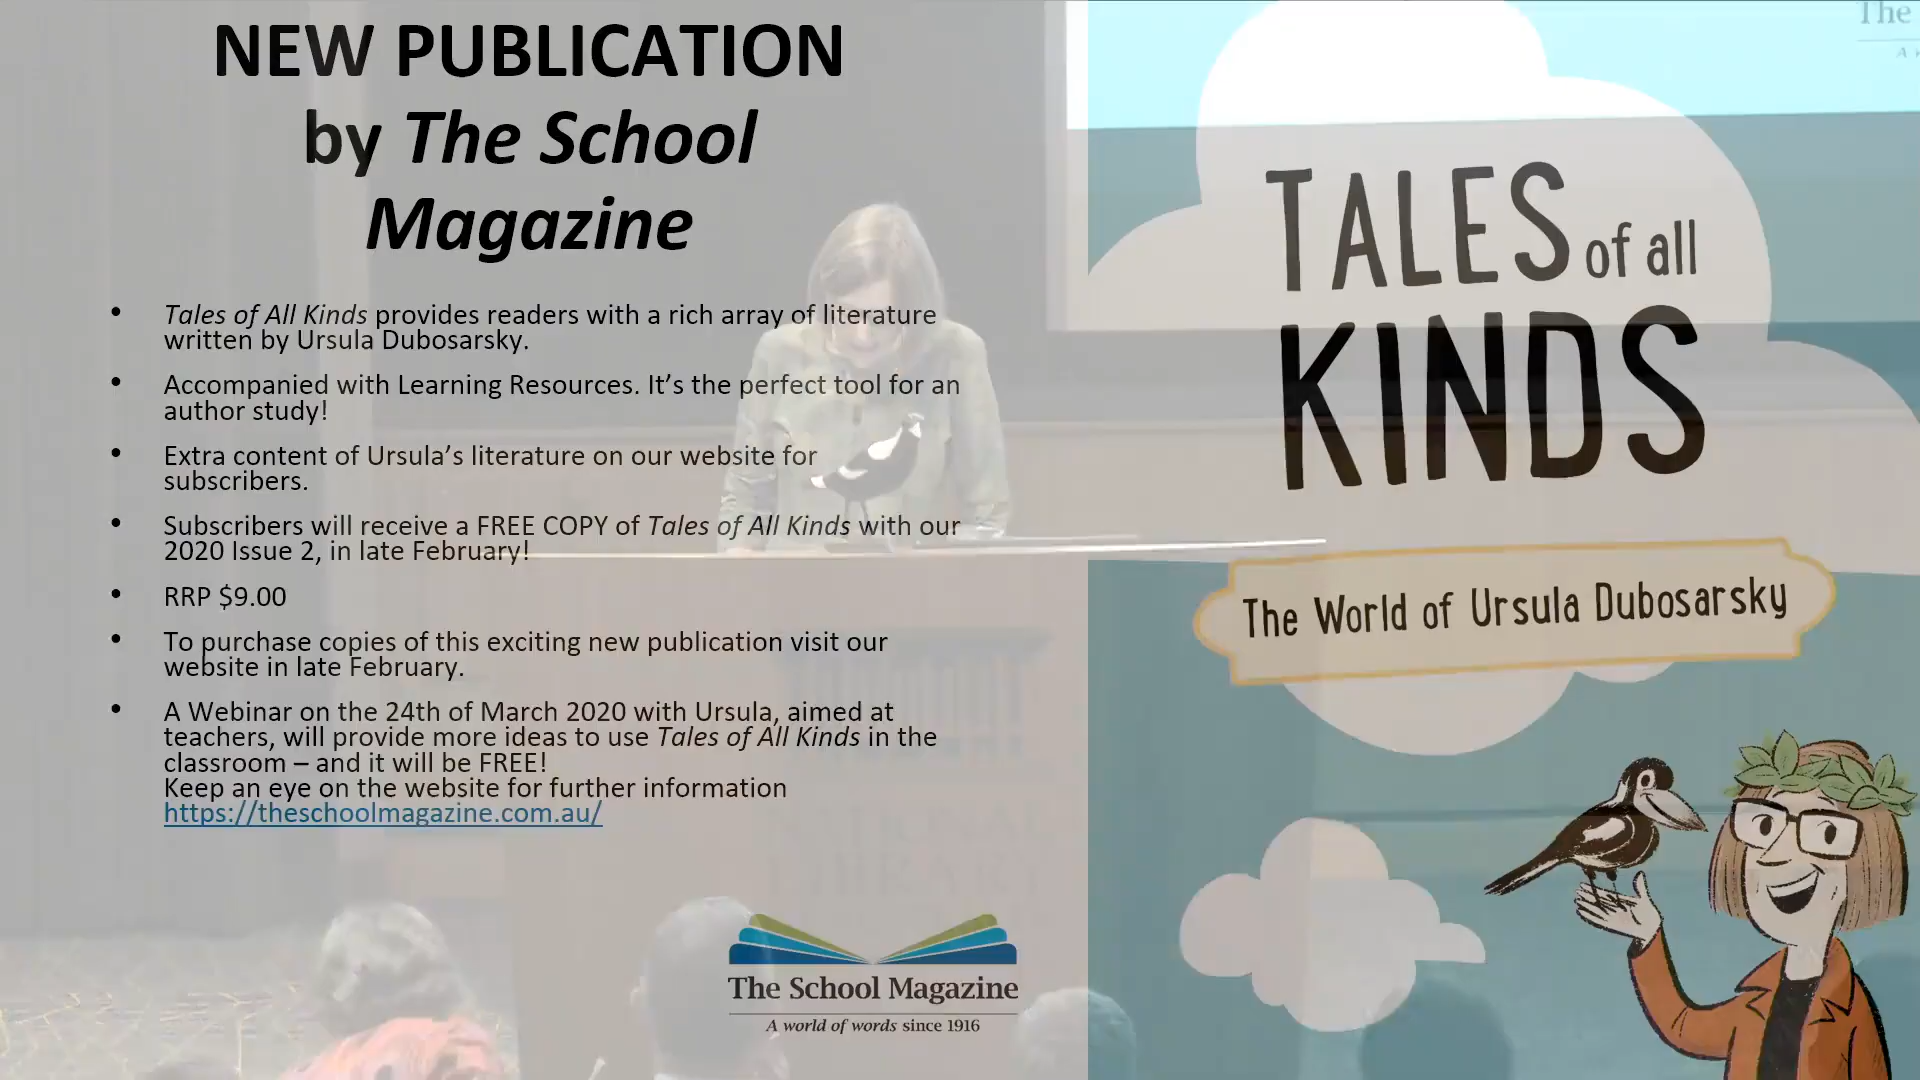 NEW PUBLICATION
by The School
Magazine
• Tales of All Kinds provides readers with a rich array of literature
written by Ursula Dubosarsky.
• Accompanied with Learning Resources. It’s the perfect tool for an
author study!
• Extra content of Ursula’s literature on our website for
subscribers.
• Subscribers will receive a FREE COPY of Tales of All Kinds with our
2020 Issue 2, in late February!
• RRP $9.00
• To purchase copies of this exciting new publication visit our
website in late February.
• A Webinar on the 24th of March 2020 with Ursula, aimed at
teachers, will provide more ideas to use Tales of All Kinds in the
classroom – and it will be FREE!
Keep an eye on the website for further information
https://theschoolmagazine.com.au/
The School Magazine
A world of words since 1916
The
TALES of all
KINDS
The World of Ursula Dubosarsky